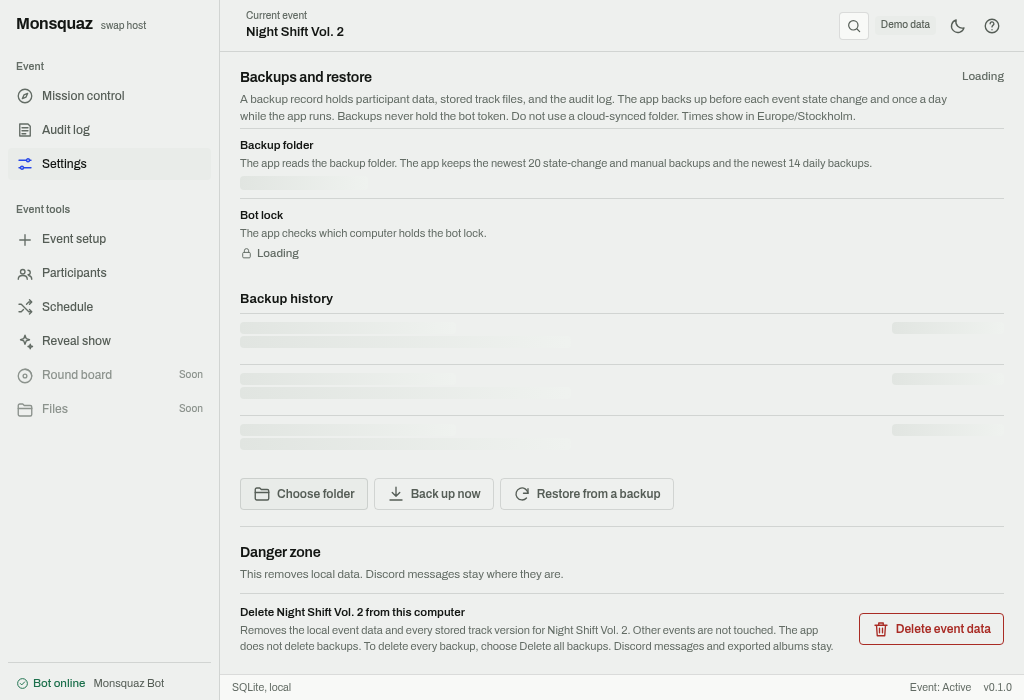 Monsquaz swap host
Event
Mission control
Audit log
Settings
Event tools
Event setup
Participants
Schedule
Reveal show
Round board Soon
Files Soon
Bot online Monsquaz Bot
Current event
Night Shift Vol. 2
Demo data
Backups and restore
Loading
A backup record holds participant data, stored track files, and the audit log. The app backs up before each event state change and once a day
while the app runs. Backups never hold the bot token. Do not use a cloud-synced folder. Times show in Europe/Stockholm.
Backup folder
The app reads the backup folder. The app keeps the newest 20 state-change and manual backups and the newest 14 daily backups.
Bot lock
The app checks which computer holds the bot lock.
Loading
Backup history
Choose folder
Back up now
Restore from a backup
Danger zone
This removes local data. Discord messages stay where they are.
Delete Night Shift Vol. 2 from this computer
Removes the local event data and every stored track version for Night Shift Vol. 2. Other events are not touched. The app
does not delete backups. To delete every backup, choose Delete all backups. Discord messages and exported albums stay.
Delete event data
SQLite, local
Event: Active v0.1.0